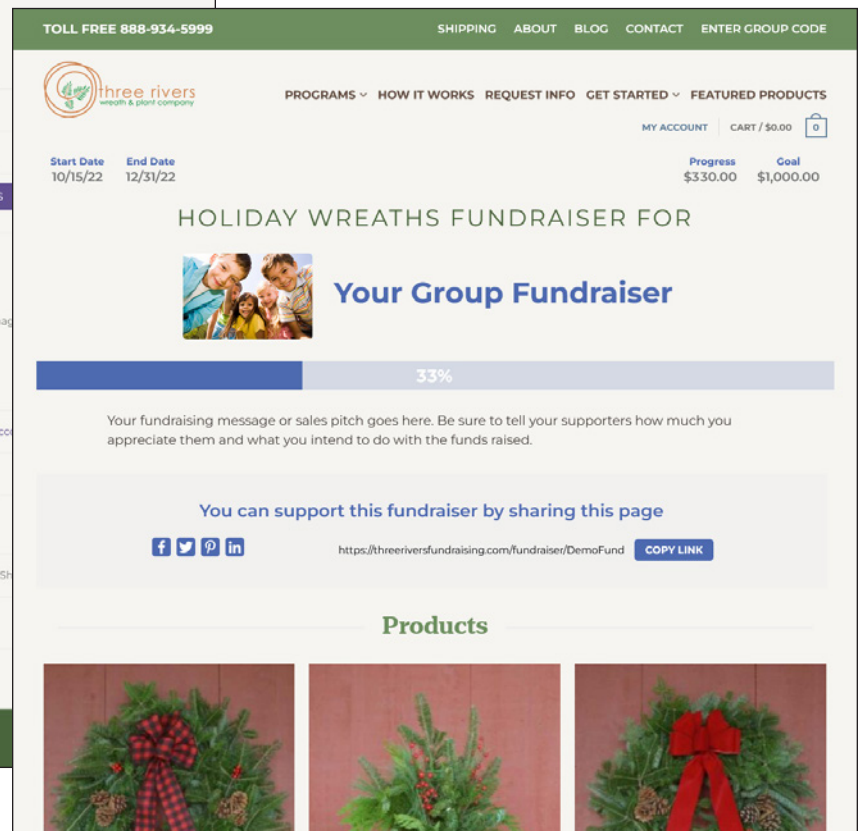 TOLL FREE 888-934-5999 SHIPPING ABOUT BLOG CONTACT ENTER GROUP CODE
three rivers
wreath & plant company
PROGRAMS HOW IT WORKS REQUEST INFO GET STARTED FEATURED PRODUCTS
MY ACCOUNT CART / $0.00 0
Start Date End Date Progress Goal
10/15/22 12/31/22 $330.00 $1,000.00
HOLIDAY WREATHS FUNDRAISER FOR
Your Group Fundraiser
33%
Your fundraising message or sales pitch goes here. Be sure to tell your supporters how much you
appreciate them and what you intend to do with the funds raised.
You can support this fundraiser by sharing this page
https://threeriversfundraising.com/fundraiser/DemoFund COPY LINK
Products